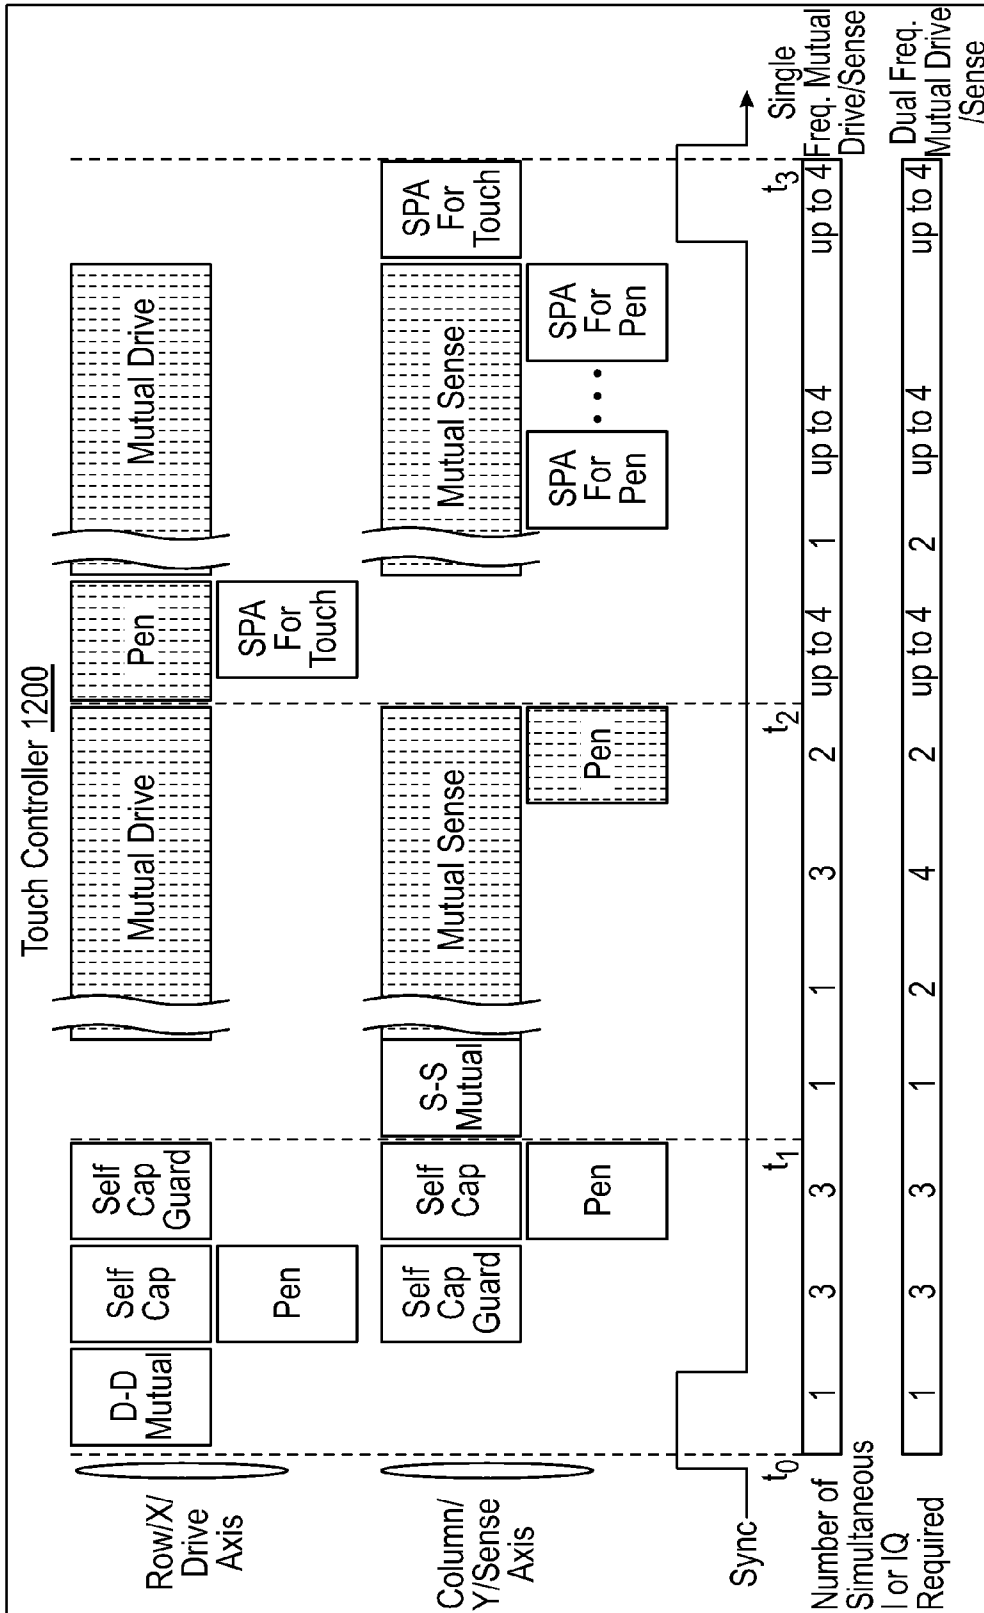 Touch Controller 1200
Row/X/
Drive
Axis
D-D
Mutual
Self
Cap
Self
Cap
Guard
Mutual Drive
Pen
Mutual Drive
Pen
SPA
For
Touch
Column/
Y/Sense
Axis
Self
Cap
Guard
Self
Cap
S-S
Mutual
Mutual Sense
Mutual Sense
SPA
For
Touch
Pen
Pen
SPA
For
Pen
• • •
SPA
For
Pen
Sync
t0
t1
t2
t3
Number of
Simultaneous
I or IQ
Required
1 3 3 1 1 3 2 up to 4 1 up to 4 up to 4
Single
Freq. Mutual
Drive/Sense
1 3 3 1 2 4 2 up to 4 2 up to 4 up to 4
Dual Freq.
Mutual Drive
/Sense